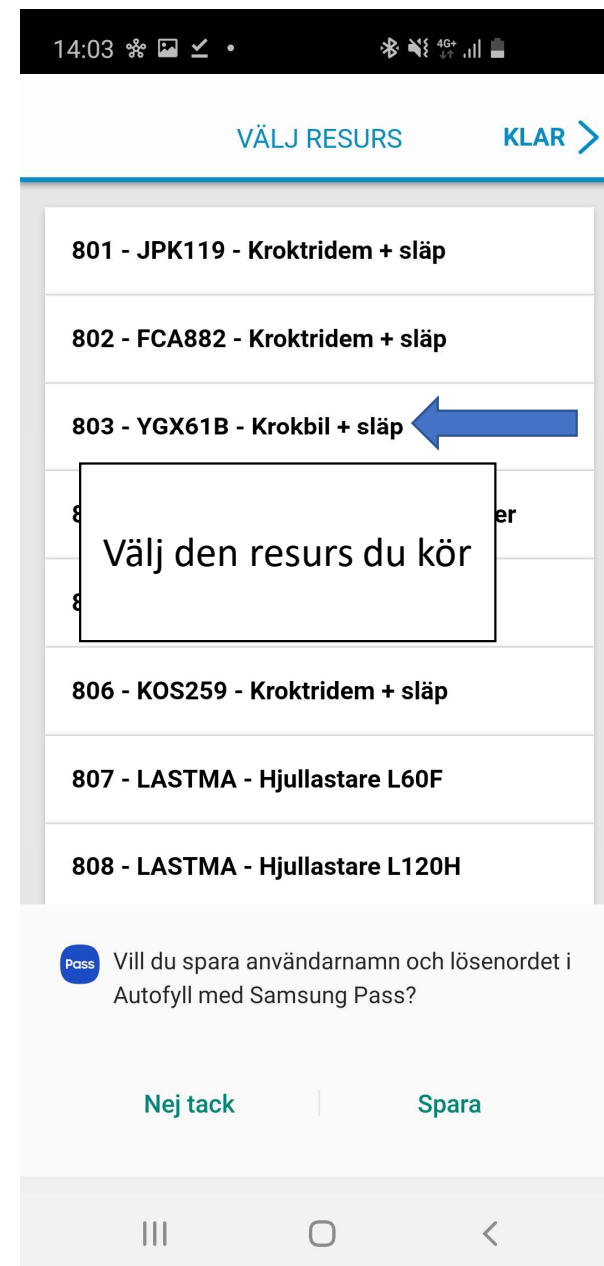 14:03 4G+
VÄLJ RESURS KLAR
801 - JPK119 - Kroktridem + släp
802 - FCA882 - Kroktridem + släp
803 - YGX61B - Krokbil + släp
er
Välj den resurs du kör
806 - KOS259 - Kroktridem + släp
807 - LASTMA - Hjullastare L60F
808 - LASTMA - Hjullastare L120H
Pass
Vill du spara användarnamn och lösenordet i
Autofyll med Samsung Pass?
Nej tack Spara